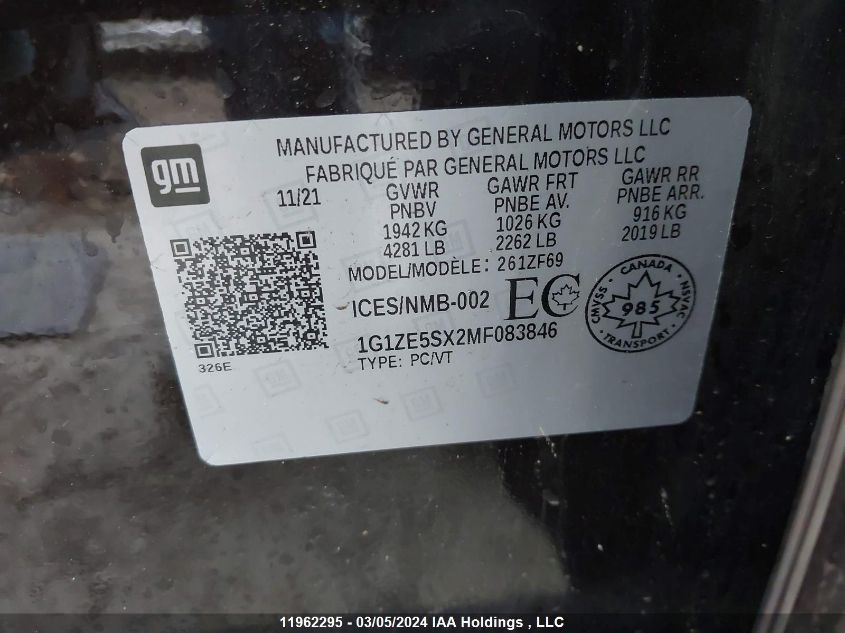 gm
MANUFACTURED BY GENERAL MOTORS LLC
FABRIQUÉ PAR GENERAL MOTORS LLC
11/21 GVWR GAWR FRT GAWR RR
PNBV PNBE AV. PNBE ARR.
1942 KG 1026 KG 916 KG
4281 LB 2262 LB 2019 LB
MODEL/MODÈLE: 261ZF69
ICES/NMB-002 EC
CANADA
CMVSS 985 NSVAC
TRANSPORT
1G1ZE5SX2MF083846
TYPE: PC/VT
326E
11962295 - 03/05/2024 IAA Holdings , LLC